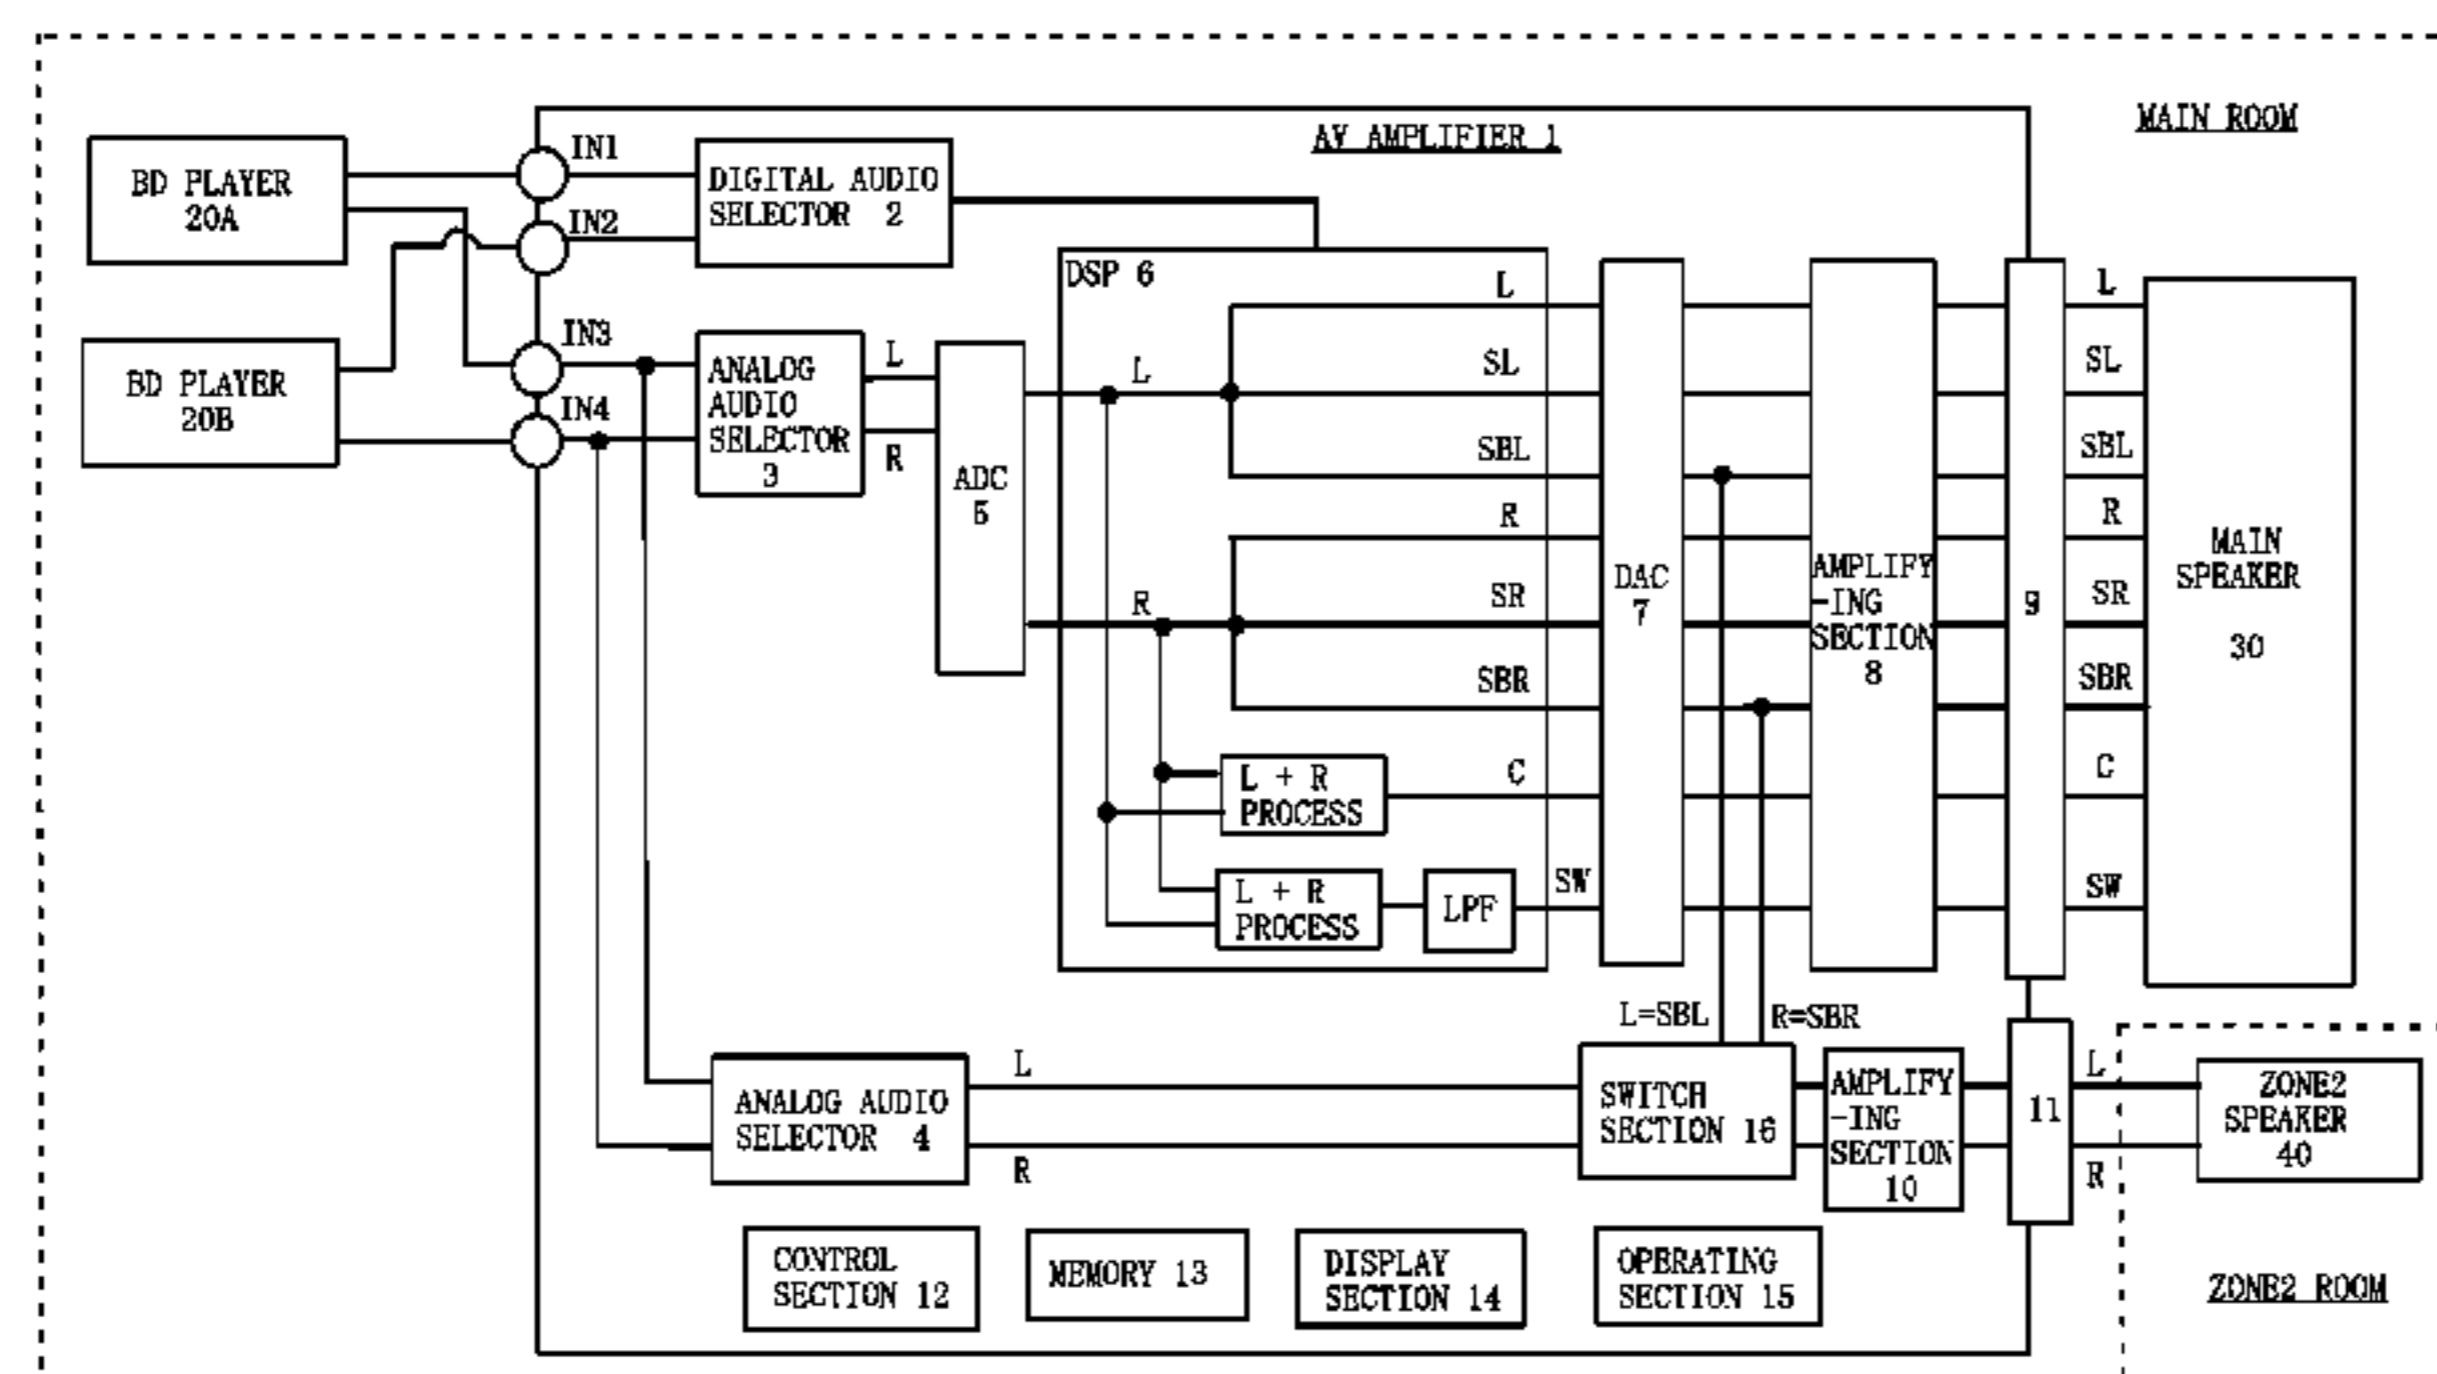 MAIN ROOM
AV AMPLIFIER 1
BD PLAYER
20A
IN1
IN2
DIGITAL AUDIO
SELECTOR 2
BD PLAYER
20B
IN3
IN4
ANALOG
AUDIO
SELECTOR
3
L
R
ADC
5
DSP 6
L
R
L
SL
SBL
R
SR
SBR
C
SW
L + R
PROCESS
L + R
PROCESS
LPF
DAC
7
AMPLIFY
-ING
SECTION
8
9
L
SL
SBL
R
SR
SBR
C
SW
MAIN
SPEAKER
30
L=SBL
R=SBR
ANALOG AUDIO
SELECTOR 4
L
R
SWITCH
SECTION 16
AMPLIFY
-ING
SECTION
10
11
L
R
ZONE2
SPEAKER
40
CONTROL
SECTION 12
MEMORY 13
DISPLAY
SECTION 14
OPERATING
SECTION 15
ZONE2 ROOM